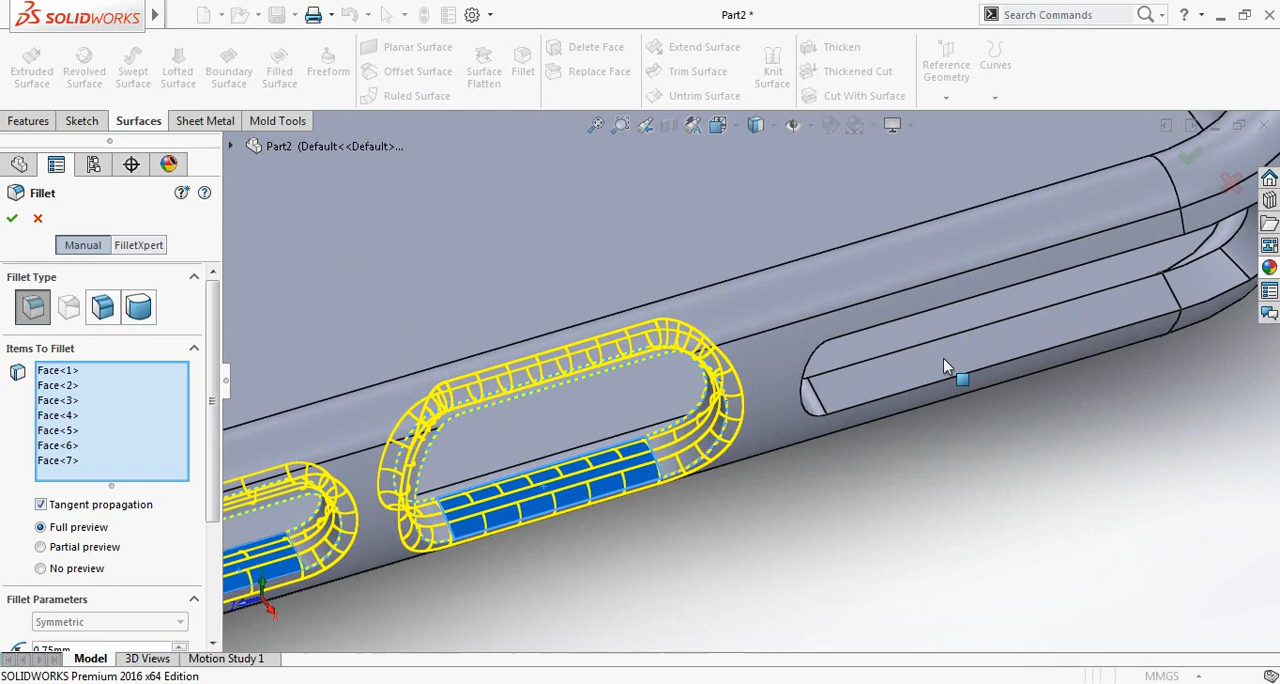 SOLIDWORKS
Part2 *
Search Commands
Extruded Surface
Revolved Surface
Swept Surface
Lofted Surface
Boundary Surface
Filled Surface
Freeform
Planar Surface
Offset Surface
Ruled Surface
Surface Flatten
Fillet
Delete Face
Replace Face
Extend Surface
Trim Surface
Untrim Surface
Knit Surface
Thicken
Thickened Cut
Cut With Surface
Reference Geometry
Curves
Features
Sketch
Surfaces
Sheet Metal
Mold Tools
Part2 (Default<<Default>...
Fillet
Manual
FilletXpert
Fillet Type
Items To Fillet
Face<1>
Face<2>
Face<3>
Face<4>
Face<5>
Face<6>
Face<7>
Tangent propagation
Full preview
Partial preview
No preview
Fillet Parameters
Symmetric
0.75mm
Model
3D Views
Motion Study 1
SOLIDWORKS Premium 2016 x64 Edition
MMGS